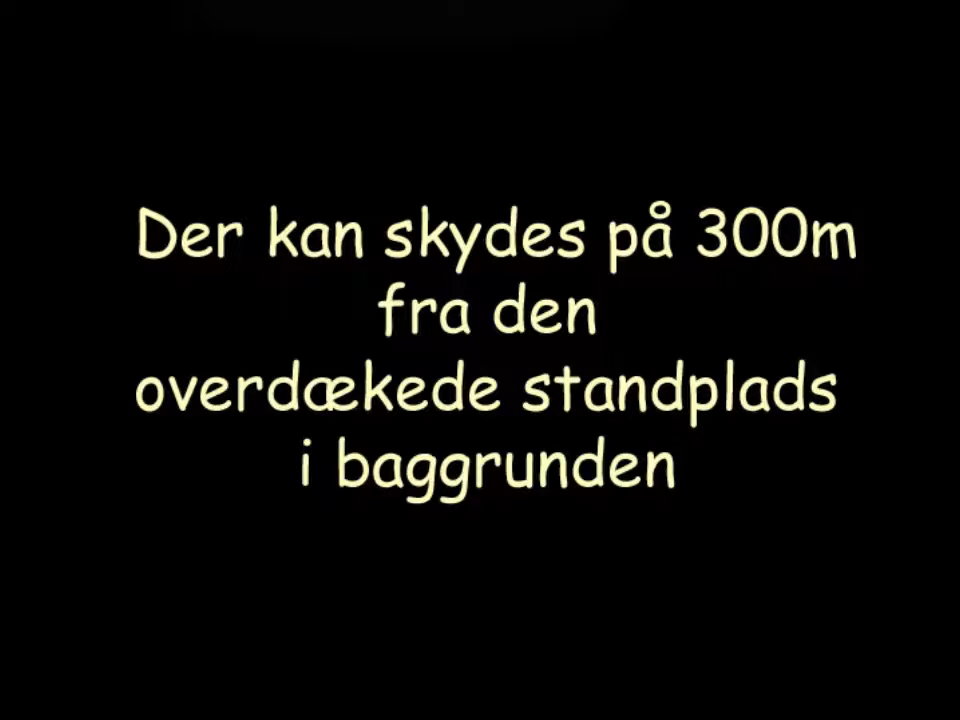 Der kan skydes på 300m
fra den
overdækede standplads
i baggrunden